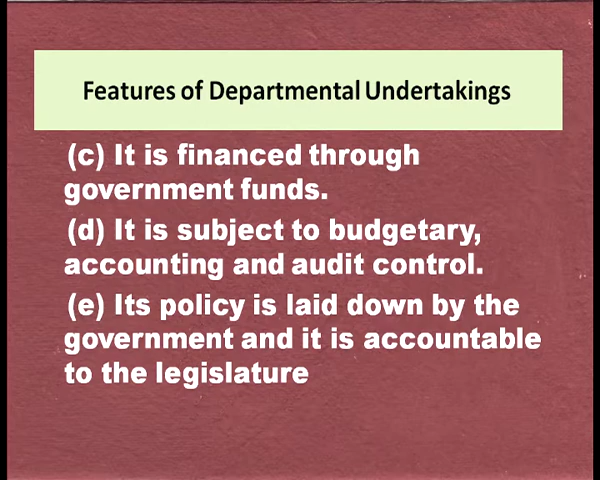 Features of Departmental Undertakings
(c) It is financed through
government funds.
(d) It is subject to budgetary,
accounting and audit control.
(e) Its policy is laid down by the
government and it is accountable
to the legislature